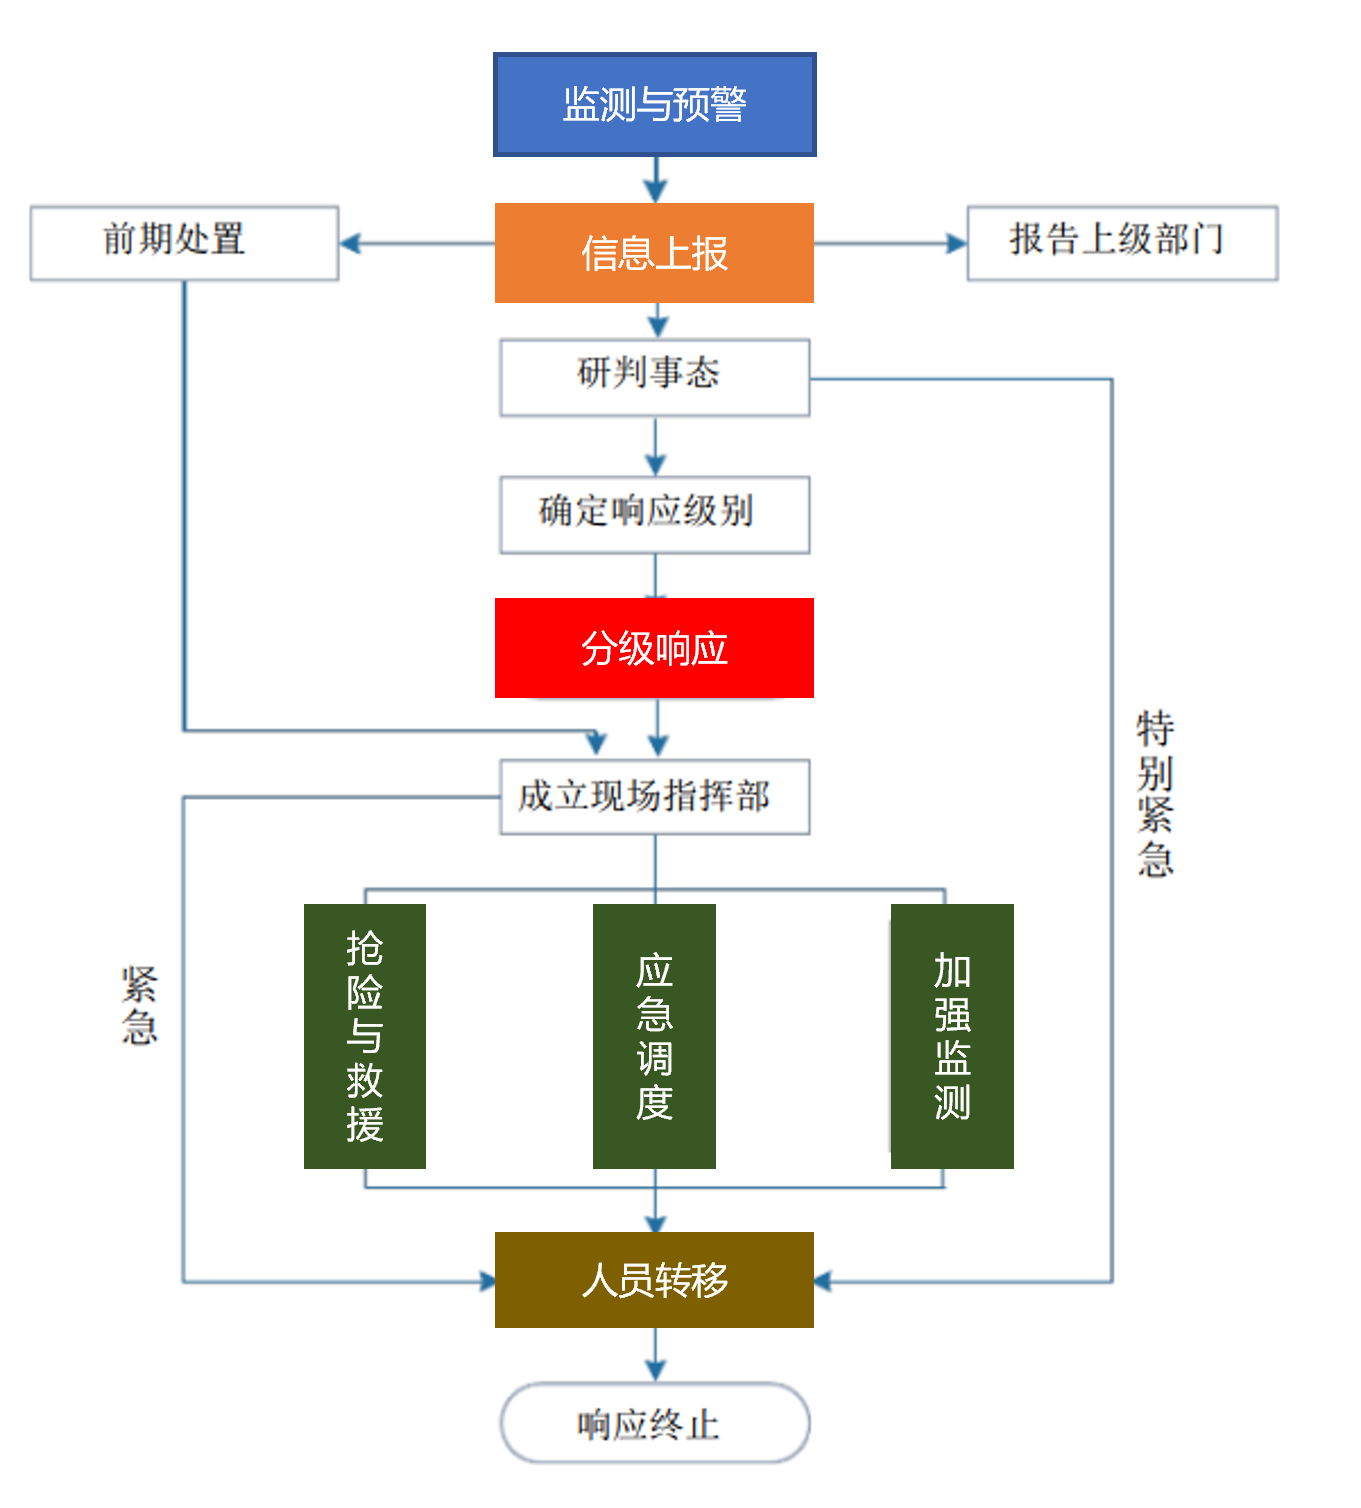 监测与预警
前期处置
信息上报
报告上级部门
研判事态
确定响应级别
分级响应
成立现场指挥部
特别紧急
紧急
抢险与救援
应急调度
加强监测
人员转移
响应终止